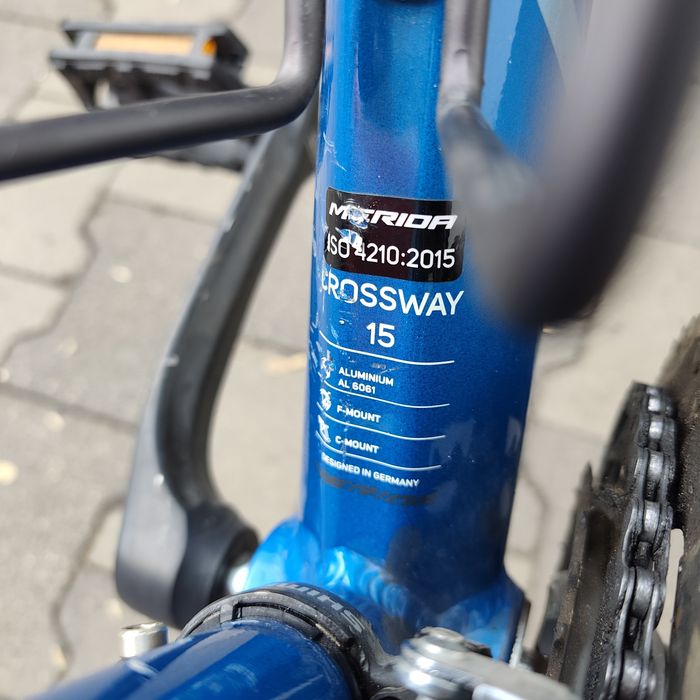 MERIDA
ISO 4210:2015
CROSSWAY
15
ALUMINIUM
AL 6061
F-MOUNT
C-MOUNT
DESIGNED IN GERMANY